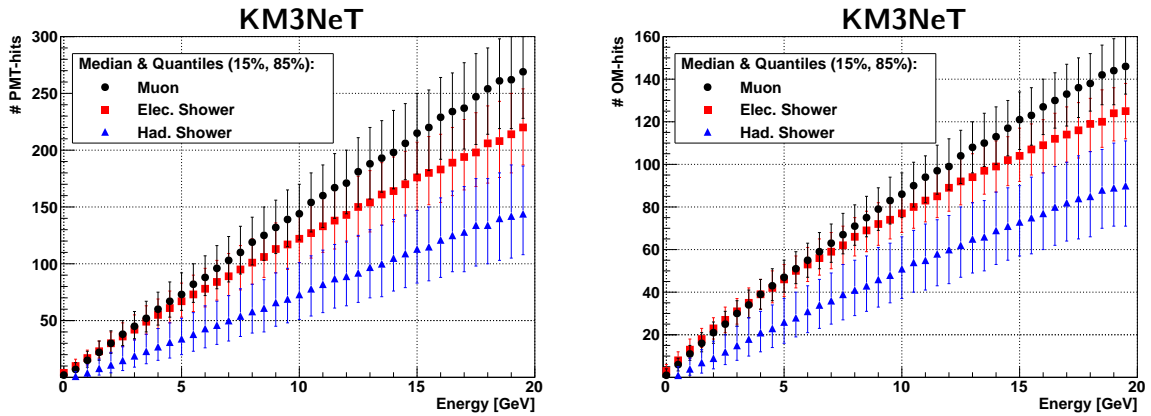 KM3NeT
# PMT-hits
300
250
200
150
100
50
Median & Quantiles (15%, 85%):
Muon
Elec. Shower
Had. Shower
0 5 10 15 20
Energy [GeV]
KM3NeT
# OM-hits
160
140
120
100
80
60
40
20
Median & Quantiles (15%, 85%):
Muon
Elec. Shower
Had. Shower
0 5 10 15 20
Energy [GeV]